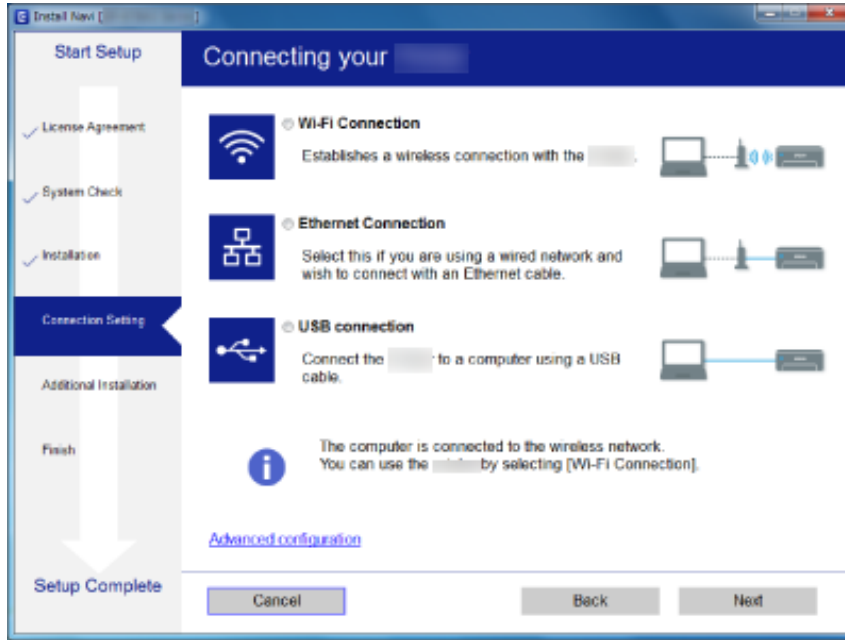 Install Navi [
]
Start Setup
Connecting your
License Agreement
System Check
Installation
Connection Setting
Additional Installation
Finish
Setup Complete
Wi-Fi Connection
Establishes a wireless connection with the .
Ethernet Connection
Select this if you are using a wired network and
wish to connect with an Ethernet cable.
USB connection
Connect the to a computer using a USB
cable.
The computer is connected to the wireless network.
You can use the by selecting [Wi-Fi Connection].
Advanced configuration
Cancel
Back
Next